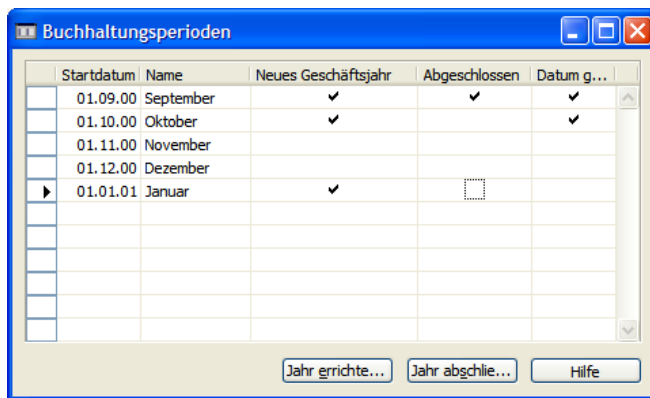 Buchhaltungsperioden
Startdatum Name Neues Geschäftsjahr Abgeschlossen Datum g...
01.09.00 September
01.10.00 Oktober
01.11.00 November
01.12.00 Dezember
01.01.01 Januar
Jahr errichte... Jahr abschlie... Hilfe